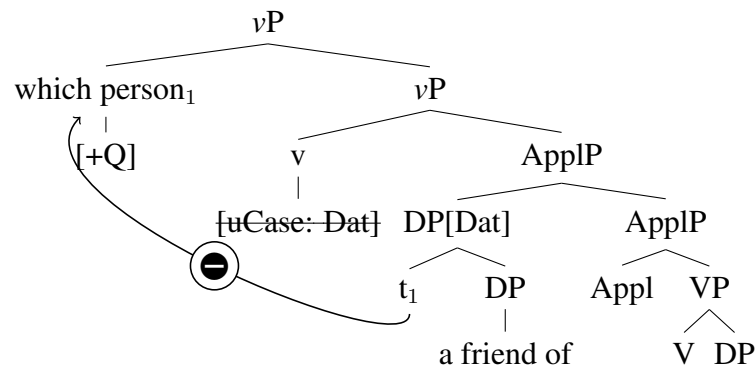 vP
which person₁ vP
[+Q] v ApplP
[uCase: Dat] DP[Dat] ApplP
t₁ DP Appl VP
a friend of V DP